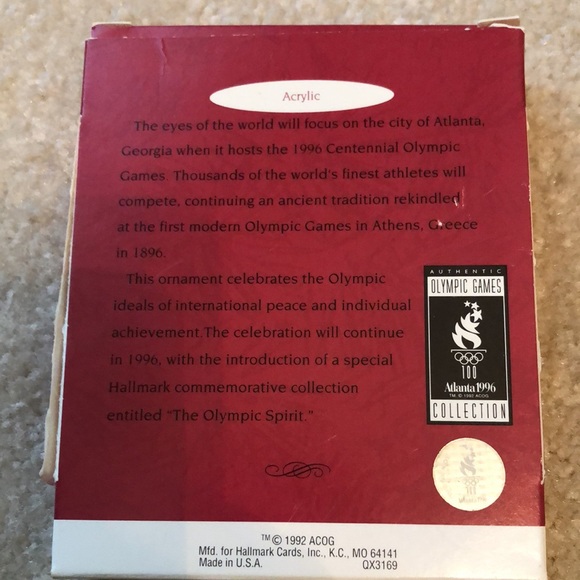 Acrylic
The eyes of the world will focus on the city of Atlanta,
Georgia when it hosts the 1996 Centennial Olympic
Games. Thousands of the world's finest athletes will
compete, continuing an ancient tradition rekindled
at the first modern Olympic Games in Athens, Greece
in 1896.
This ornament celebrates the Olympic
ideals of international peace and individual
achievement. The celebration will continue
in 1996, with the introduction of a special
Hallmark commemorative collection
entitled "The Olympic Spirit."
AUTHENTIC
OLYMPIC GAMES
100
Atlanta 1996
TM, © 1992 ACOG
COLLECTION
™ © 1992 ACOG
Mfd. for Hallmark Cards, Inc., K.C., MO 64141
Made in U.S.A. QX3169